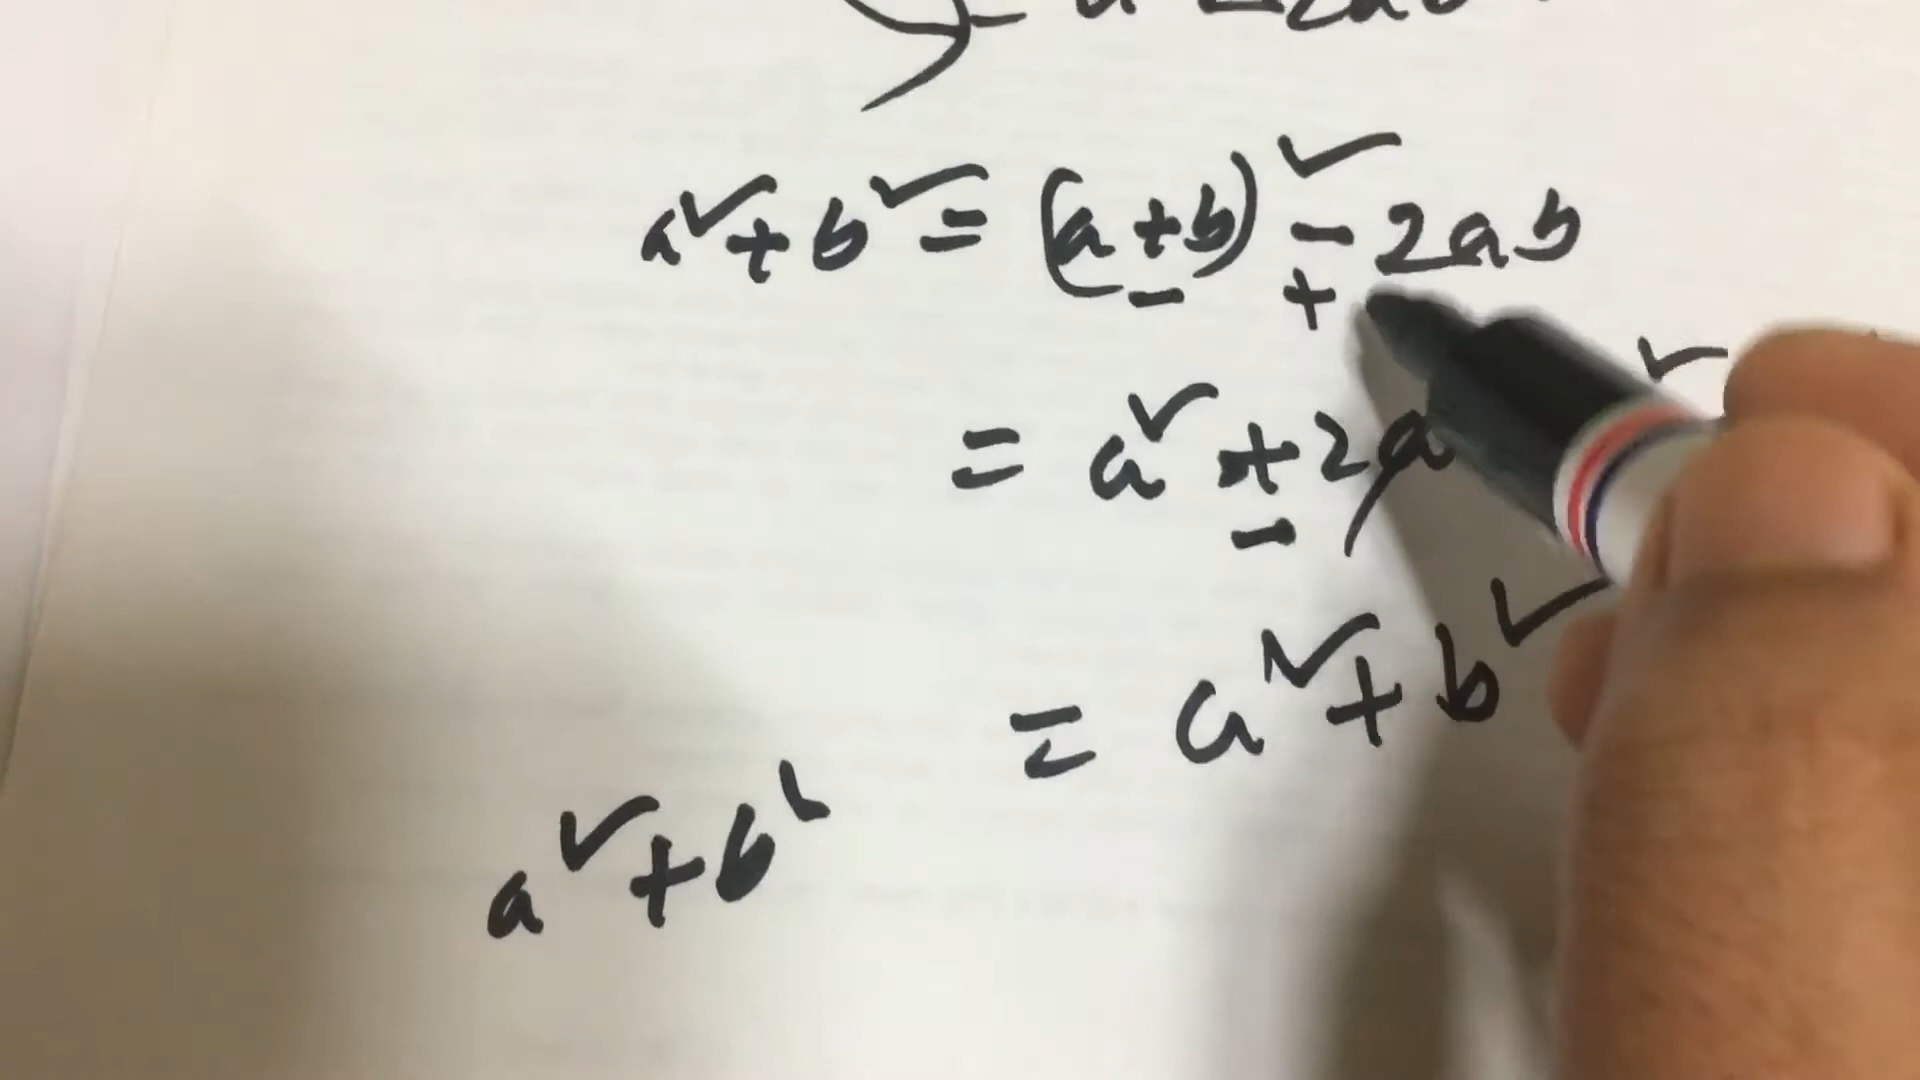 a² + b² = (a + b)² - 2ab
- +
= a² + 2a
-
= a² + b²
a² + b²